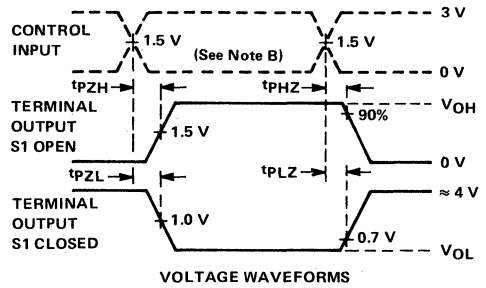 3 V
CONTROL
INPUT
1.5 V
(See Note B)
1.5 V
0 V
tPZH
tPHZ
VOH
90%
TERMINAL
OUTPUT
S1 OPEN
1.5 V
0 V
tPZL
tPLZ
≈ 4 V
TERMINAL
OUTPUT
S1 CLOSED
1.0 V
0.7 V
VOL
VOLTAGE WAVEFORMS